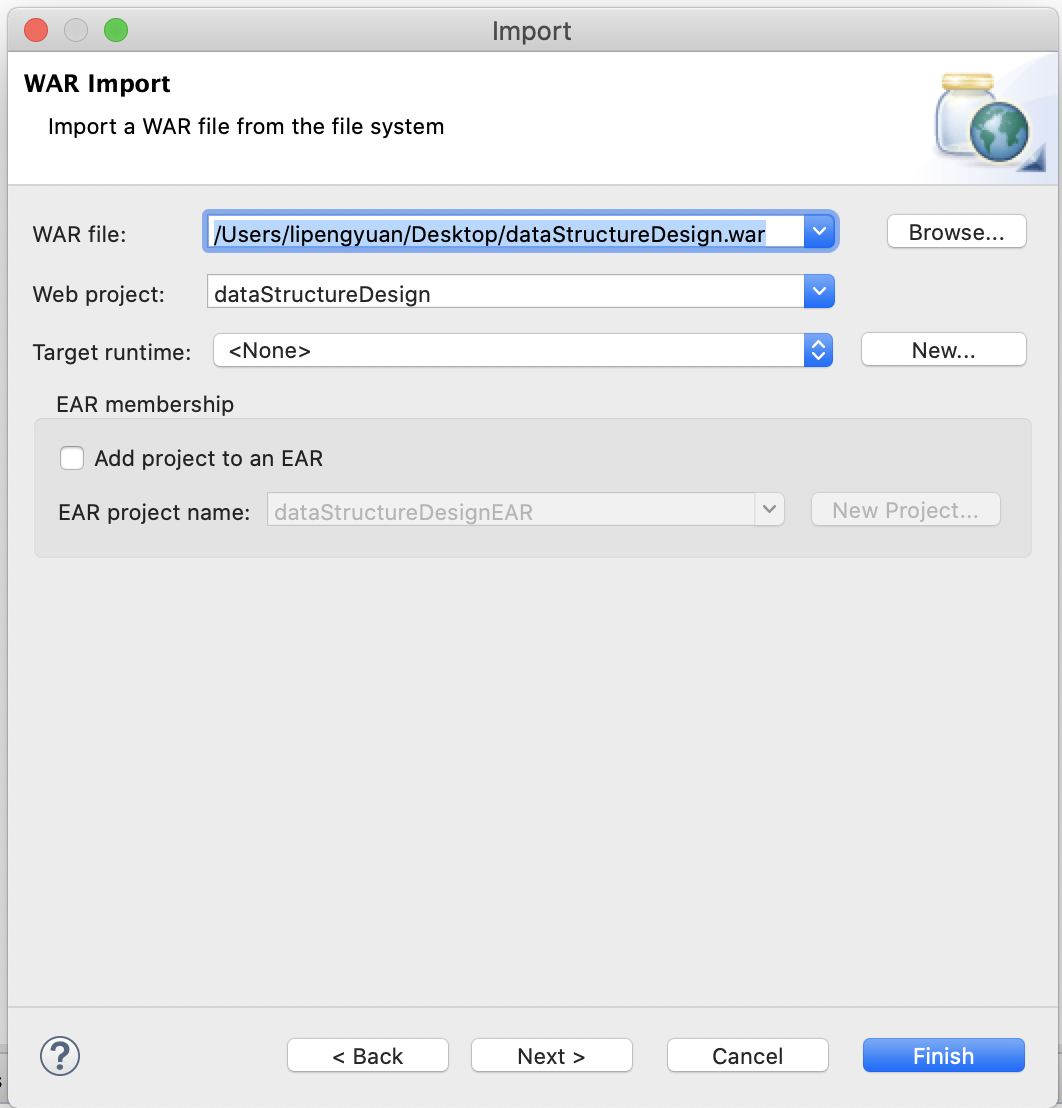 Import
WAR Import
Import a WAR file from the file system
WAR file: /Users/lipengyuan/Desktop/dataStructureDesign.war Browse...
Web project: dataStructureDesign
Target runtime: <None> New...
EAR membership
Add project to an EAR
EAR project name: dataStructureDesignEAR New Project...
? < Back Next > Cancel Finish